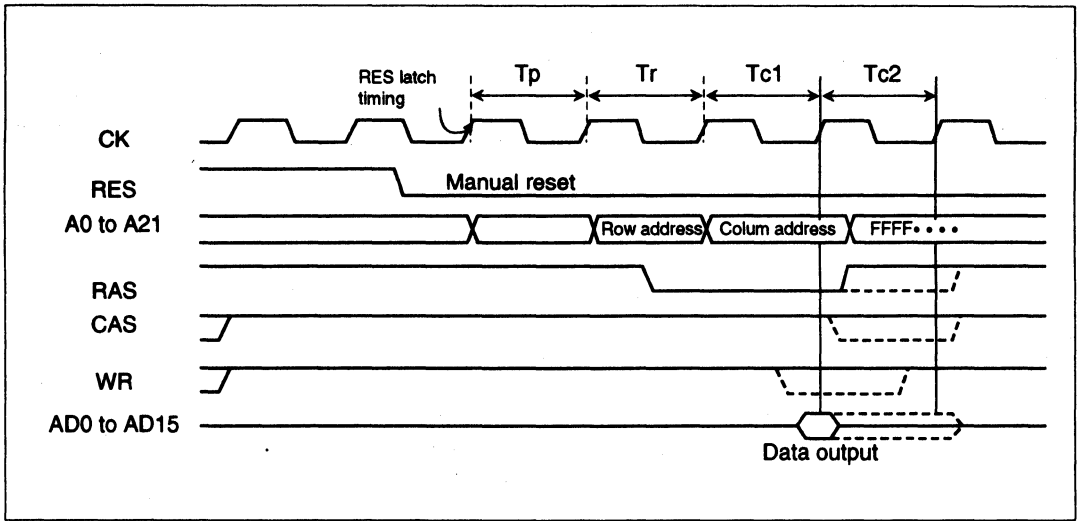 RES latch
timing
Tp
Tr
Tc1
Tc2
CK
RES
Manual reset
A0 to A21
Row address
Colum address
FFFF• • • •
RAS
CAS
WR
AD0 to AD15
Data output